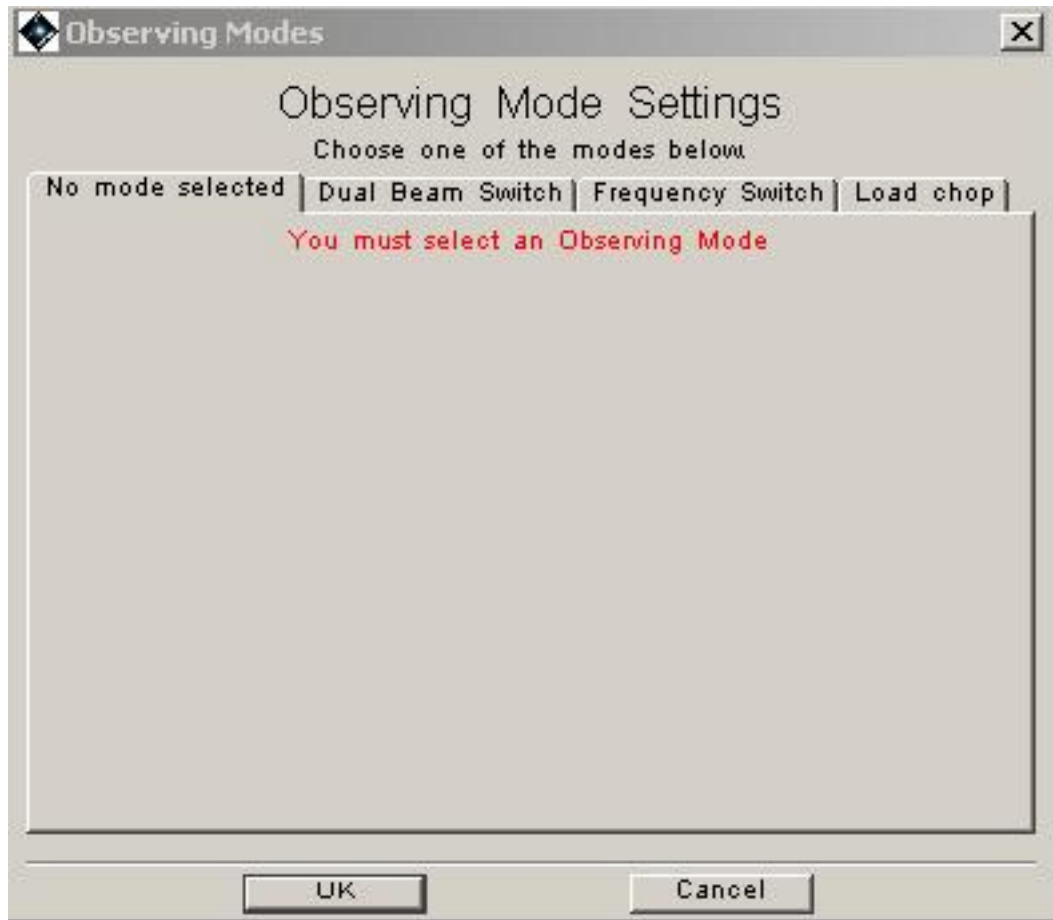 Observing Modes
Observing Mode Settings
Choose one of the modes below.
No mode selected Dual Beam Switch Frequency Switch Load chop
You must select an Observing Mode
OK Cancel